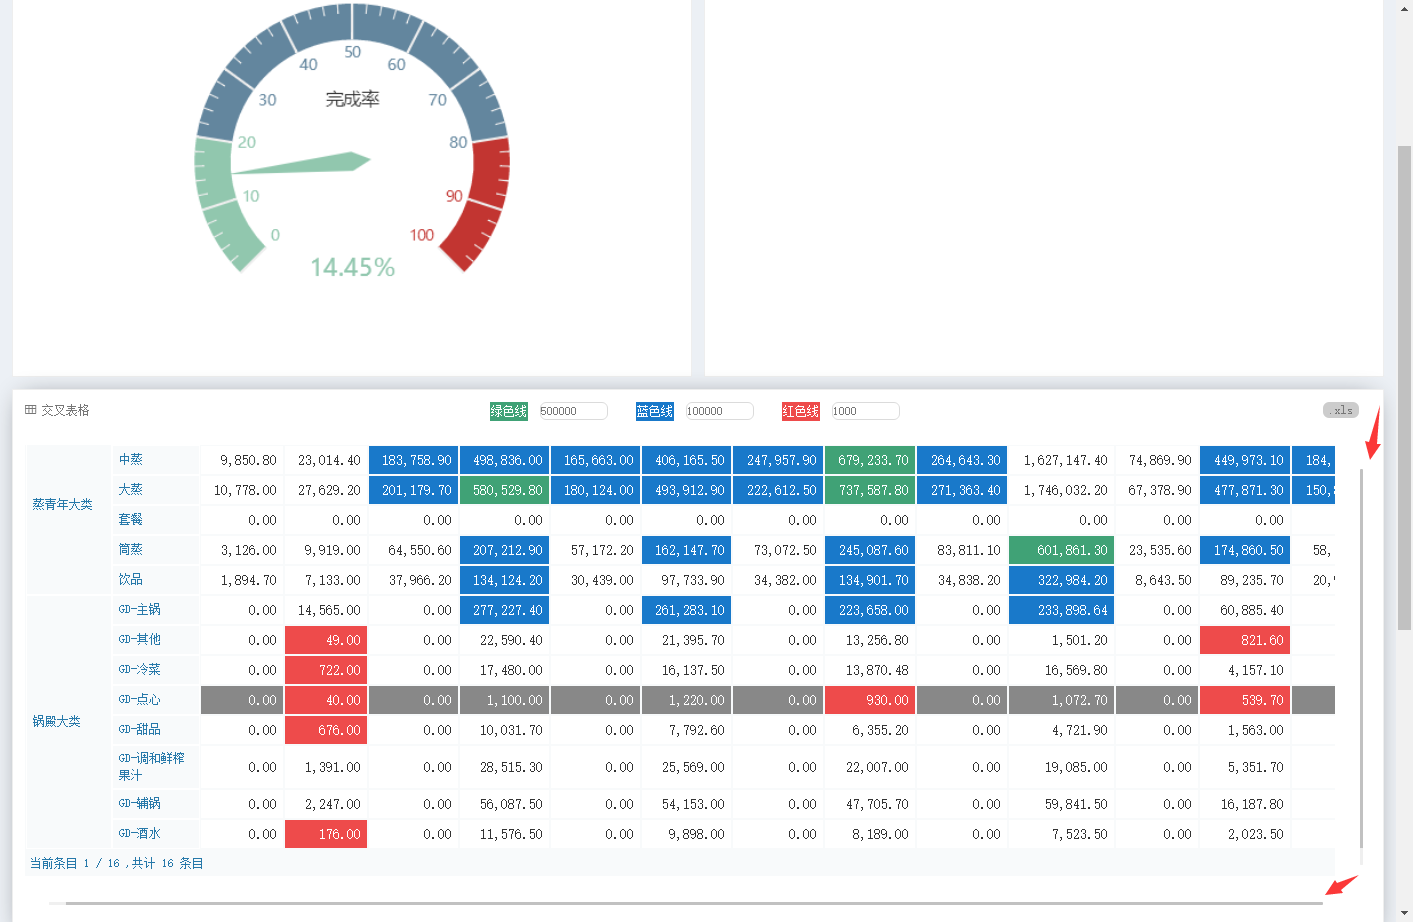 50
40 60
完成率
30 70
20 80
10 90
0 100
14.45%
交叉表格 绿色线 500000 蓝色线 100000 红色线 1000 .xls
中蒸 9,850.80 23,014.40 183,758.90 498,836.00 165,663.00 406,165.50 247,957.90 679,233.70 264,643.30 1,627,147.40 74,869.90 449,973.10 184,
大蒸 10,778.00 27,629.20 201,179.70 580,529.80 180,124.00 493,912.90 222,612.50 737,587.80 271,363.40 1,746,032.20 67,378.90 477,871.30 150,
蒸青年大类
套餐 0.00 0.00 0.00 0.00 0.00 0.00 0.00 0.00 0.00 0.00 0.00 0.00
筒蒸 3,126.00 9,919.00 64,550.60 207,212.90 57,172.20 162,147.70 73,072.50 245,087.60 83,811.10 601,861.30 23,535.60 174,860.50 58,
饮品 1,894.70 7,133.00 37,966.20 134,124.20 30,439.00 97,733.90 34,382.00 134,901.70 34,838.20 322,984.20 8,643.50 89,235.70 20,
GD-主锅 0.00 14,565.00 0.00 277,227.40 0.00 261,283.10 0.00 223,658.00 0.00 233,898.64 0.00 60,885.40
GD-其他 0.00 49.00 0.00 22,590.40 0.00 21,395.70 0.00 13,256.80 0.00 1,501.20 0.00 821.60
GD-冷菜 0.00 722.00 0.00 17,480.00 0.00 16,137.50 0.00 13,870.48 0.00 16,569.80 0.00 4,157.10
GD-点心 0.00 40.00 0.00 1,100.00 0.00 1,220.00 0.00 930.00 0.00 1,072.70 0.00 539.70
锅殿大类
GD-甜品 0.00 676.00 0.00 10,031.70 0.00 7,792.60 0.00 6,355.20 0.00 4,721.90 0.00 1,563.00
GD-调和鲜榨
果汁 0.00 1,391.00 0.00 28,515.30 0.00 25,569.00 0.00 22,007.00 0.00 19,085.00 0.00 5,351.70
GD-辅锅 0.00 2,247.00 0.00 56,087.50 0.00 54,153.00 0.00 47,705.70 0.00 59,841.50 0.00 16,187.80
GD-酒水 0.00 176.00 0.00 11,576.50 0.00 9,898.00 0.00 8,189.00 0.00 7,523.50 0.00 2,023.50
当前条目 1 / 16 ,共计 16 条目